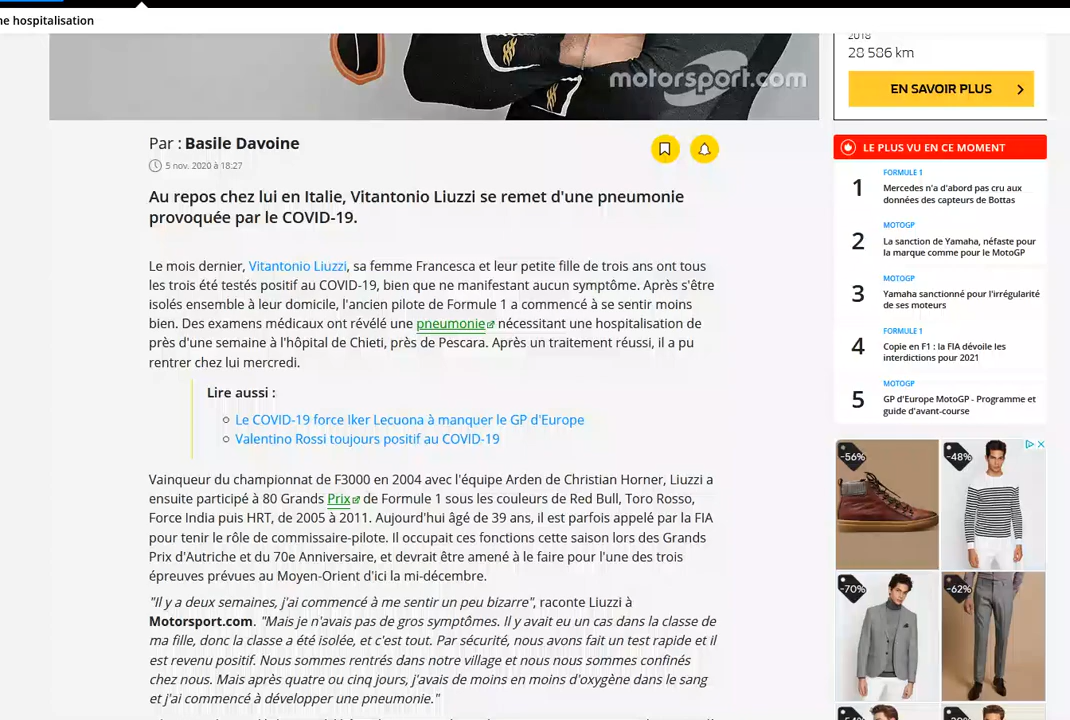 ne hospitalisation
motorsport.com
2018
28 586 km
EN SAVOIR PLUS
Par : Basile Davoine
5 nov. 2020 à 18:27
Au repos chez lui en Italie, Vitantonio Liuzzi se remet d'une pneumonie
provoquée par le COVID-19.
Le mois dernier, Vitantonio Liuzzi, sa femme Francesca et leur petite fille de trois ans ont tous
les trois été testés positif au COVID-19, bien que ne manifestant aucun symptôme. Après s'être
isolés ensemble à leur domicile, l'ancien pilote de Formule 1 a commencé à se sentir moins
bien. Des examens médicaux ont révélé une pneumonie nécessitant une hospitalisation de
près d'une semaine à l'hôpital de Chieti, près de Pescara. Après un traitement réussi, il a pu
rentrer chez lui mercredi.
Lire aussi :
Le COVID-19 force Iker Lecuona à manquer le GP d'Europe
Valentino Rossi toujours positif au COVID-19
Vainqueur du championnat de F3000 en 2004 avec l'équipe Arden de Christian Horner, Liuzzi a
ensuite participé à 80 Grands Prix de Formule 1 sous les couleurs de Red Bull, Toro Rosso,
Force India puis HRT, de 2005 à 2011. Aujourd'hui âgé de 39 ans, il est parfois appelé par la FIA
pour tenir le rôle de commissaire-pilote. Il occupait ces fonctions cette saison lors des Grands
Prix d'Autriche et du 70e Anniversaire, et devrait être amené à le faire pour l'une des trois
épreuves prévues au Moyen-Orient d'ici la mi-décembre.
"Il y a deux semaines, j'ai commencé à me sentir un peu bizarre", raconte Liuzzi à
Motorsport.com. "Mais je n'avais pas de gros symptômes. Il y avait eu un cas dans la classe de
ma fille, donc la classe a été isolée, et c'est tout. Par sécurité, nous avons fait un test rapide et il
est revenu positif. Nous sommes rentrés dans notre village et nous nous sommes confinés
chez nous. Mais après quatre ou cinq jours, j'avais de moins en moins d'oxygène dans le sang
et j'ai commencé à développer une pneumonie."
LE PLUS VU EN CE MOMENT
FORMULE 1
1
Mercedes n'a d'abord pas cru aux
données des capteurs de Bottas
MOTOGP
2
La sanction de Yamaha, néfaste pour
la marque comme pour le MotoGP
MOTOGP
3
Yamaha sanctionné pour l'irrégularité
de ses moteurs
FORMULE 1
4
Copie en F1 : la FIA dévoile les
interdictions pour 2021
MOTOGP
5
GP d'Europe MotoGP - Programme et
guide d'avant-course
-56%
-48%
-70%
-62%